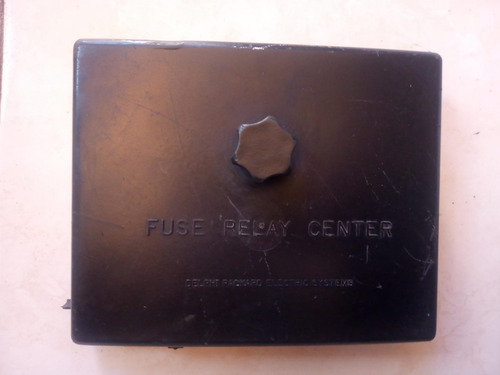 FUSE RELAY CENTER
DELPHI PACKARD ELECTRIC SYSTEMS